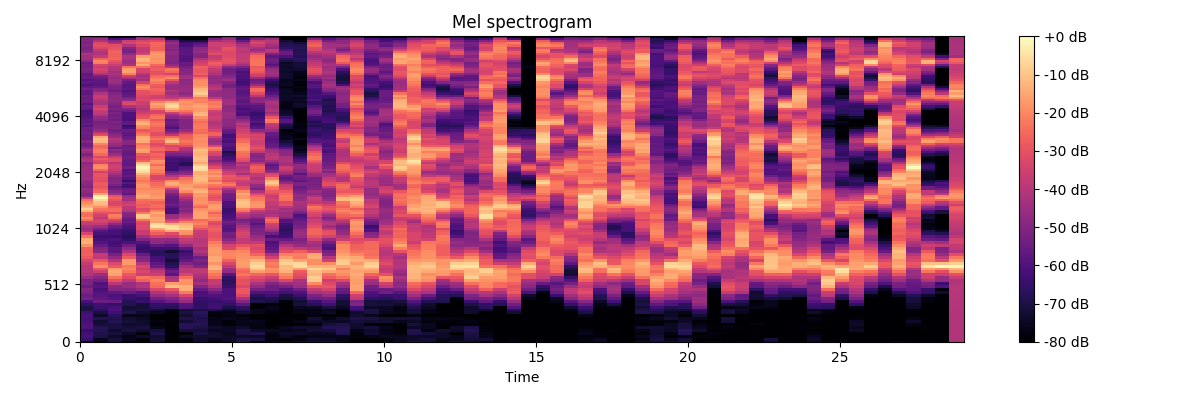 Mel spectrogram
8192
4096
2048
1024
512
0
Hz
0 5 10 15 20 25
Time
+0 dB
-10 dB
-20 dB
-30 dB
-40 dB
-50 dB
-60 dB
-70 dB
-80 dB